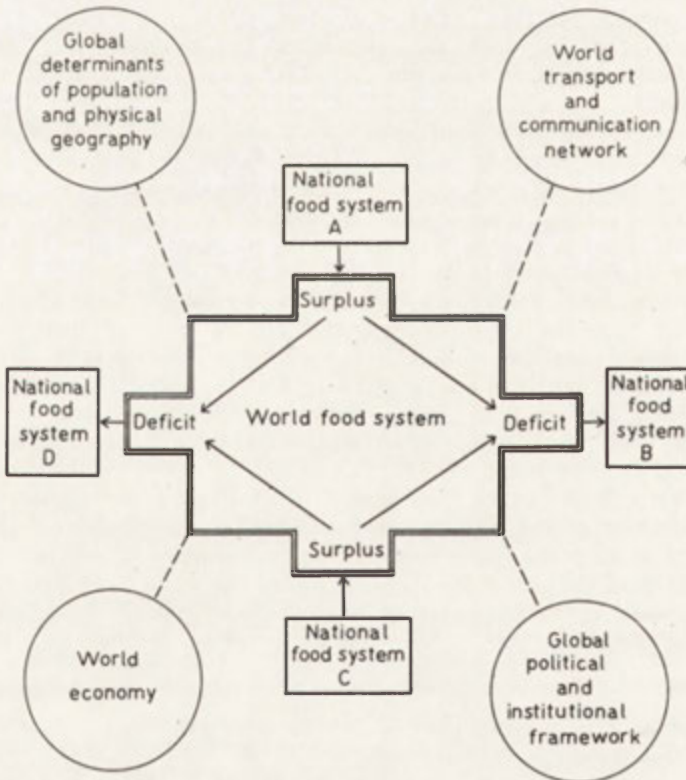 Global
determinants
of population
and physical
geography
World
transport
and
communication
network
National
food system
A
Surplus
National
food
system
D
Deficit
World food system
Deficit
National
food
system
B
Surplus
World
economy
National
food system
C
Global
political
and
institutional
framework